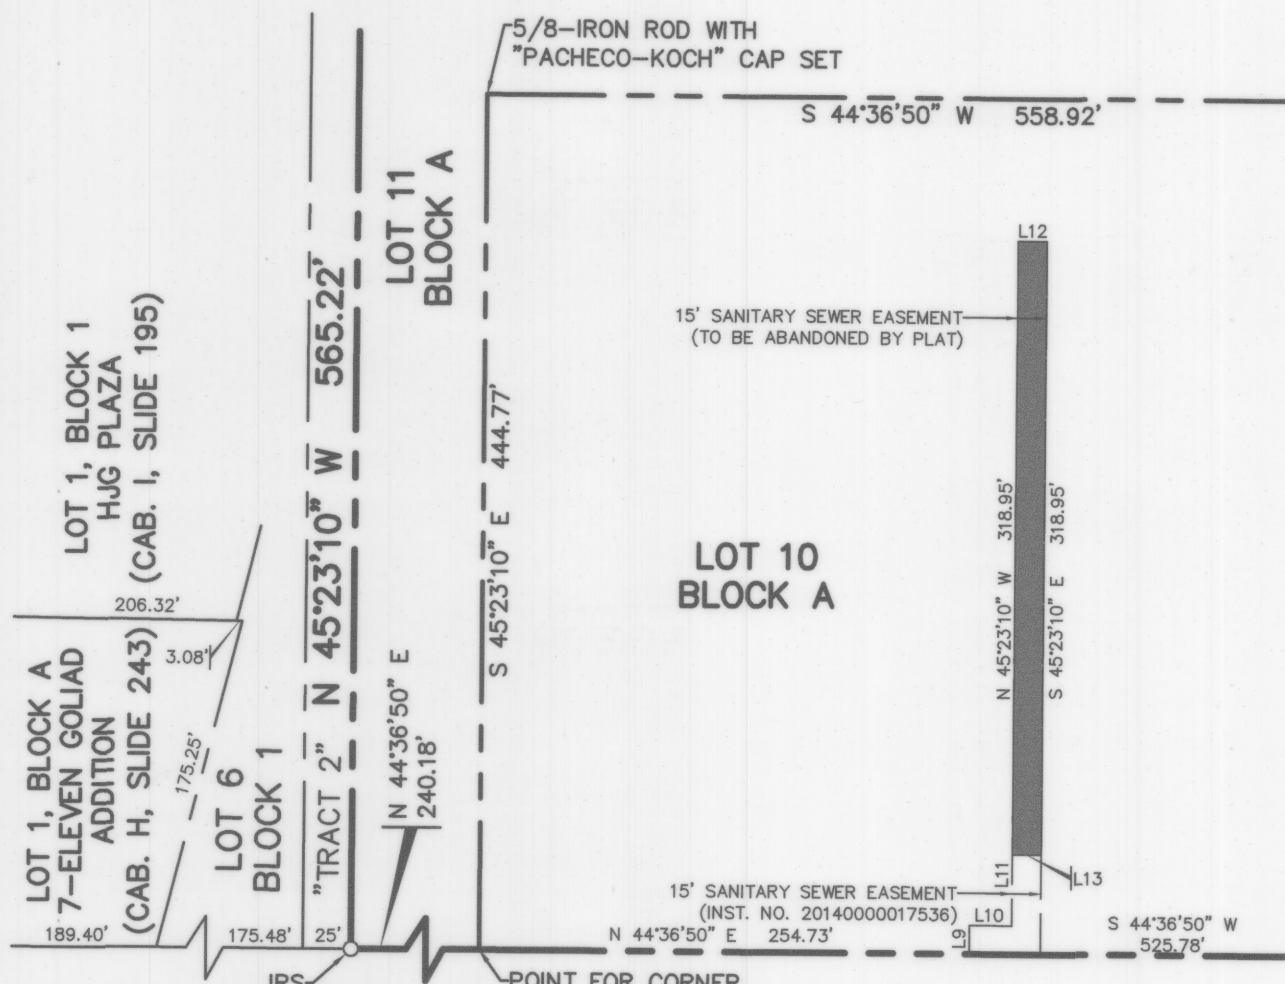 5/8-IRON ROD WITH
"PACHECO-KOCH" CAP SET
S 44°36'50" W 558.92'
LOT 11
BLOCK A
L12
15' SANITARY SEWER EASEMENT
(TO BE ABANDONED BY PLAT)
LOT 1, BLOCK 1
HJG PLAZA
(CAB. I, SLIDE 195)
"TRACT 2" N 45°23'10" W 565.22'
S 45°23'10" E 444.77'
N 45°23'10" W 318.95'
S 45°23'10" E 318.95'
LOT 10
BLOCK A
206.32'
3.08'
LOT 1, BLOCK A
7-ELEVEN GOLIAD
ADDITION
(CAB. H, SLIDE 243)
175.25'
LOT 6
BLOCK 1
N 44°36'50" E
240.18'
L11
L13
15' SANITARY SEWER EASEMENT
(INST. NO. 20140000017536)
L10
L9
189.40'
175.48'
25'
N 44°36'50" E 254.73'
S 44°36'50" W
525.78'
IRS
POINT FOR CORNER